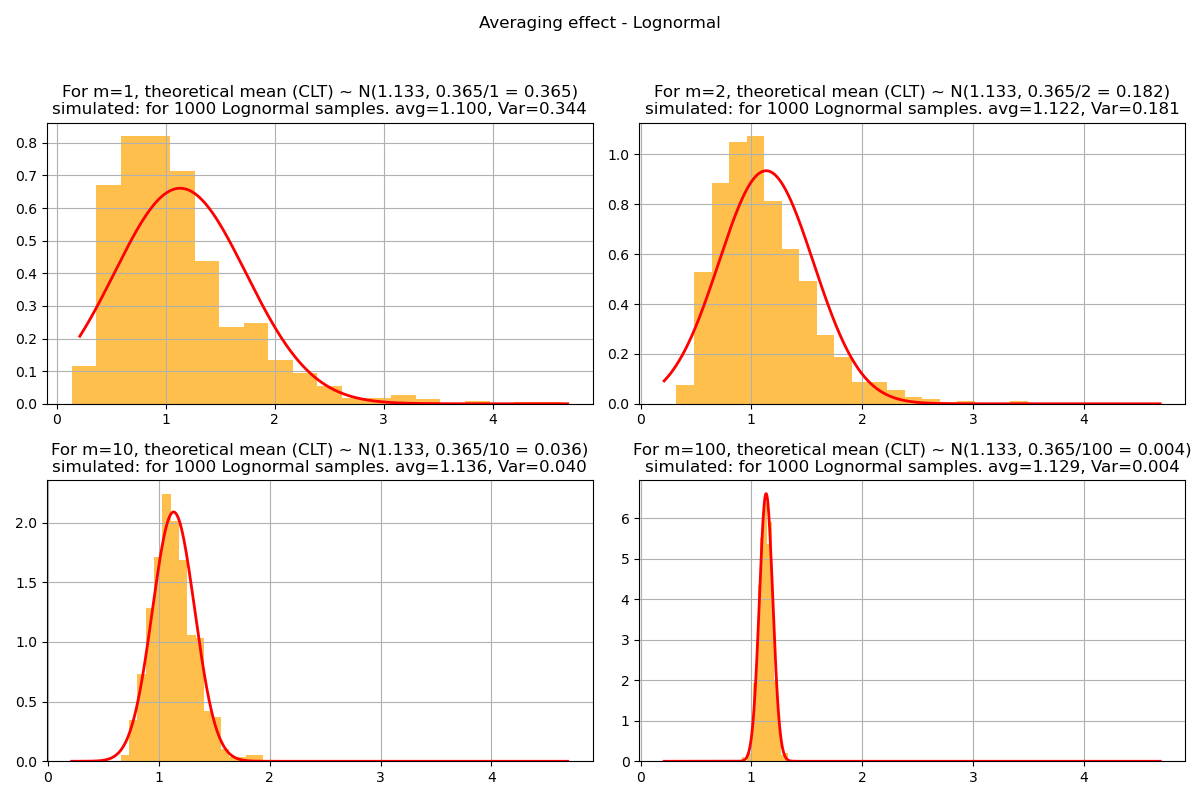 Averaging effect - Lognormal
For m=1, theoretical mean (CLT) ~ N(1.133, 0.365/1 = 0.365)
simulated: for 1000 Lognormal samples. avg=1.100, Var=0.344
0.8
0.7
0.6
0.5
0.4
0.3
0.2
0.1
0.0
0 1 2 3 4
For m=2, theoretical mean (CLT) ~ N(1.133, 0.365/2 = 0.182)
simulated: for 1000 Lognormal samples. avg=1.122, Var=0.181
1.0
0.8
0.6
0.4
0.2
0.0
0 1 2 3 4
For m=10, theoretical mean (CLT) ~ N(1.133, 0.365/10 = 0.036)
simulated: for 1000 Lognormal samples. avg=1.136, Var=0.040
2.0
1.5
1.0
0.5
0.0
0 1 2 3 4
For m=100, theoretical mean (CLT) ~ N(1.133, 0.365/100 = 0.004)
simulated: for 1000 Lognormal samples. avg=1.129, Var=0.004
6
5
4
3
2
1
0
0 1 2 3 4